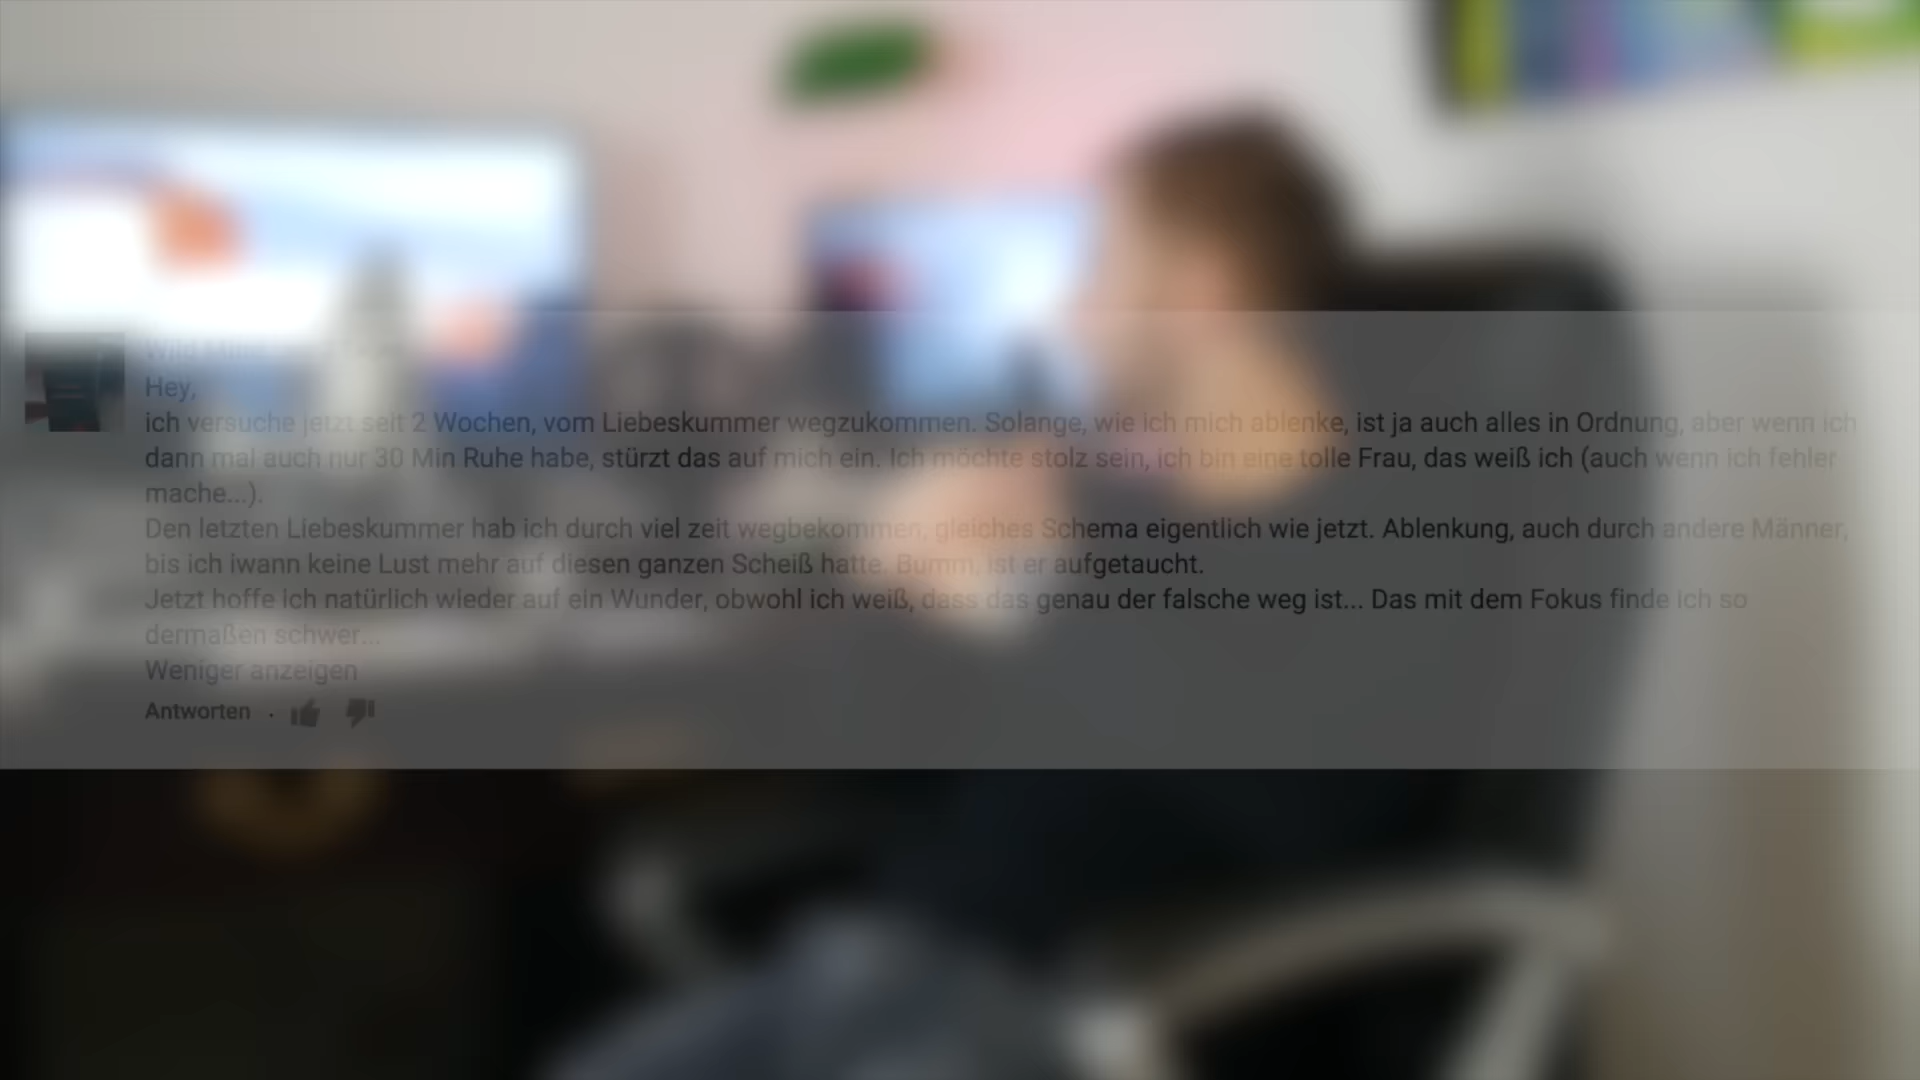 Wild
Hey,
ich versuche jetzt seit 2 Wochen, vom Liebeskummer wegzukommen. Solange, wie ich mich ablenke, ist ja auch alles in Ordnung, aber wenn ich
dann mal auch nur 30 Min Ruhe habe, stürzt das auf mich ein. Ich möchte stolz sein, ich bin eine tolle Frau, das weiß ich (auch wenn ich fehler
mache...).
Den letzten Liebeskummer hab ich durch viel zeit wegbekommen, gleiches Schema eigentlich wie jetzt. Ablenkung, auch durch andere Männer,
bis ich iwann keine Lust mehr auf diesen ganzen Scheiß hatte. Bumm, ist er aufgetaucht.
Jetzt hoffe ich natürlich wieder auf ein Wunder, obwohl ich weiß, dass das genau der falsche weg ist... Das mit dem Fokus finde ich so
dermaßen schwer...
Weniger anzeigen
Antworten ·